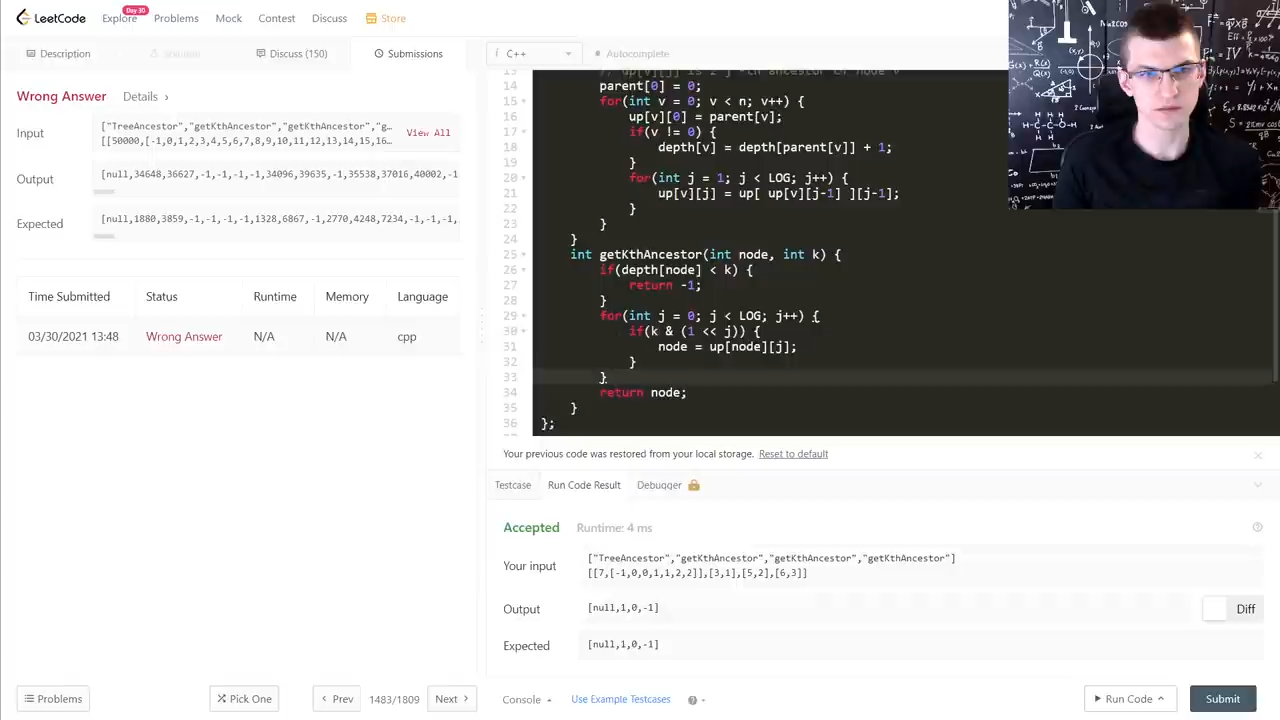 LeetCode
Explore
Day 30
Problems
Mock
Contest
Discuss
Store
Description
Discuss (150)
Submissions
i C++
Autocomplete
Wrong Answer
Details ›
Input
["TreeAncestor","getKthAncestor","getKthAncestor","g…
[[50000,[-1,0,1,2,3,4,5,6,7,8,9,10,11,12,13,14,15,16…
View All
Output
[null,34648,36627,-1,-1,-1,-1,34096,39635,-1,35538,37016,40002,-1
Expected
[null,1880,3859,-1,-1,-1,-1,1328,6867,-1,2770,4248,7234,-1,-1,-1,
Time Submitted Status Runtime Memory Language
03/30/2021 13:48 Wrong Answer N/A N/A cpp
14 parent[0] = 0;
15 for(int v = 0; v < n; v++) {
16 up[v][0] = parent[v];
17 if(v != 0) {
18 depth[v] = depth[parent[v]] + 1;
19 }
20 for(int j = 1; j < LOG; j++) {
21 up[v][j] = up[ up[v][j-1] ][j-1];
22 }
23 }
24 }
25 int getKthAncestor(int node, int k) {
26 if(depth[node] < k) {
27 return -1;
28 }
29 for(int j = 0; j < LOG; j++) {
30 if(k & (1 << j)) {
31 node = up[node][j];
32 }
33 }
34 return node;
35 }
36 };
Your previous code was restored from your local storage. Reset to default
Testcase
Run Code Result
Debugger
Accepted
Runtime: 4 ms
Your input
["TreeAncestor","getKthAncestor","getKthAncestor","getKthAncestor"]
[[7,[-1,0,0,1,1,2,2]],[3,1],[5,2],[6,3]]
Output
[null,1,0,-1]
Diff
Expected
[null,1,0,-1]
Problems
Pick One
Prev
1483/1809
Next
Console
Use Example Testcases
Run Code
Submit